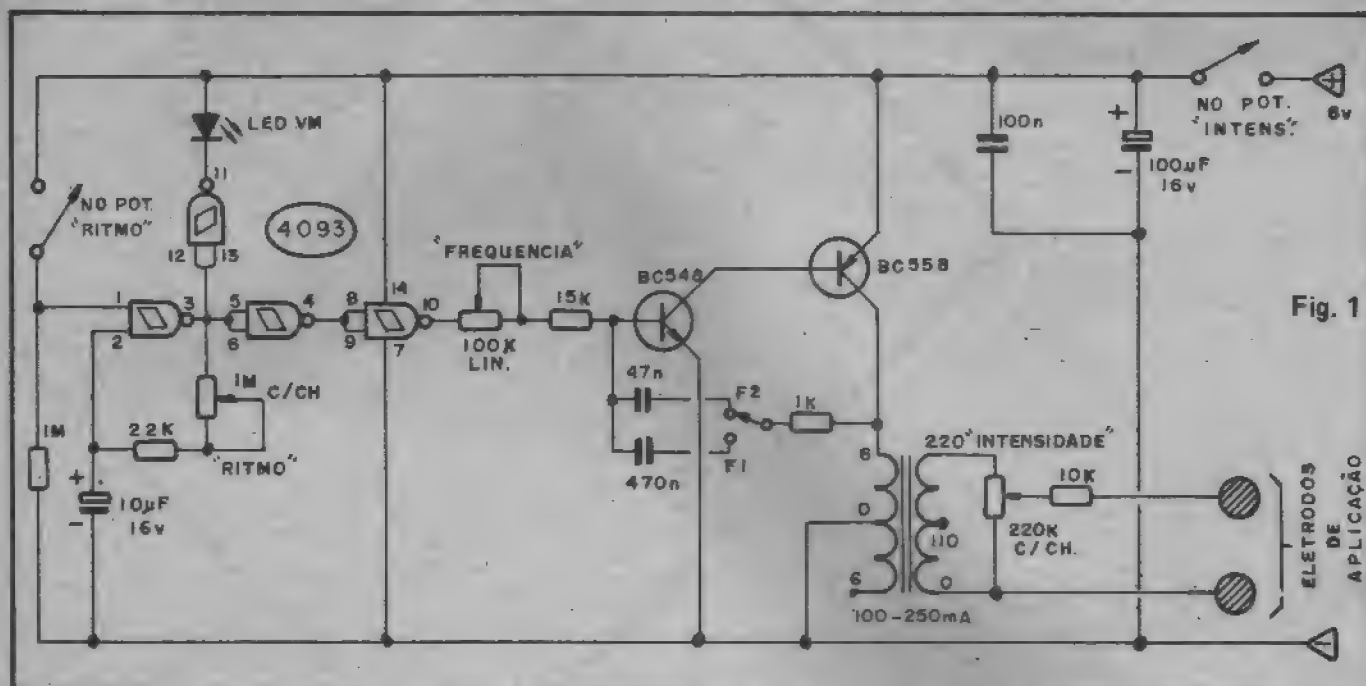 LED VM
11
NO POT.
"RITMO"
12 13
4093
1
2
3
5
6
4
8
9
14
10
7
"FREQUENCIA"
100K
LIN.
15K
BC548
BC558
100n
+
-
100µF
16v
NO POT.
"INTENS".
6v
Fig. 1
1M
C/CH
"RITMO"
22K
1M
+
-
10µF
16v
47n
470n
F2
F1
1K
6
0
6
100-250mA
220
"INTENSIDADE"
110
0
10K
220K
C/CH.
ELETRODOS
DE
APLICAÇÃO